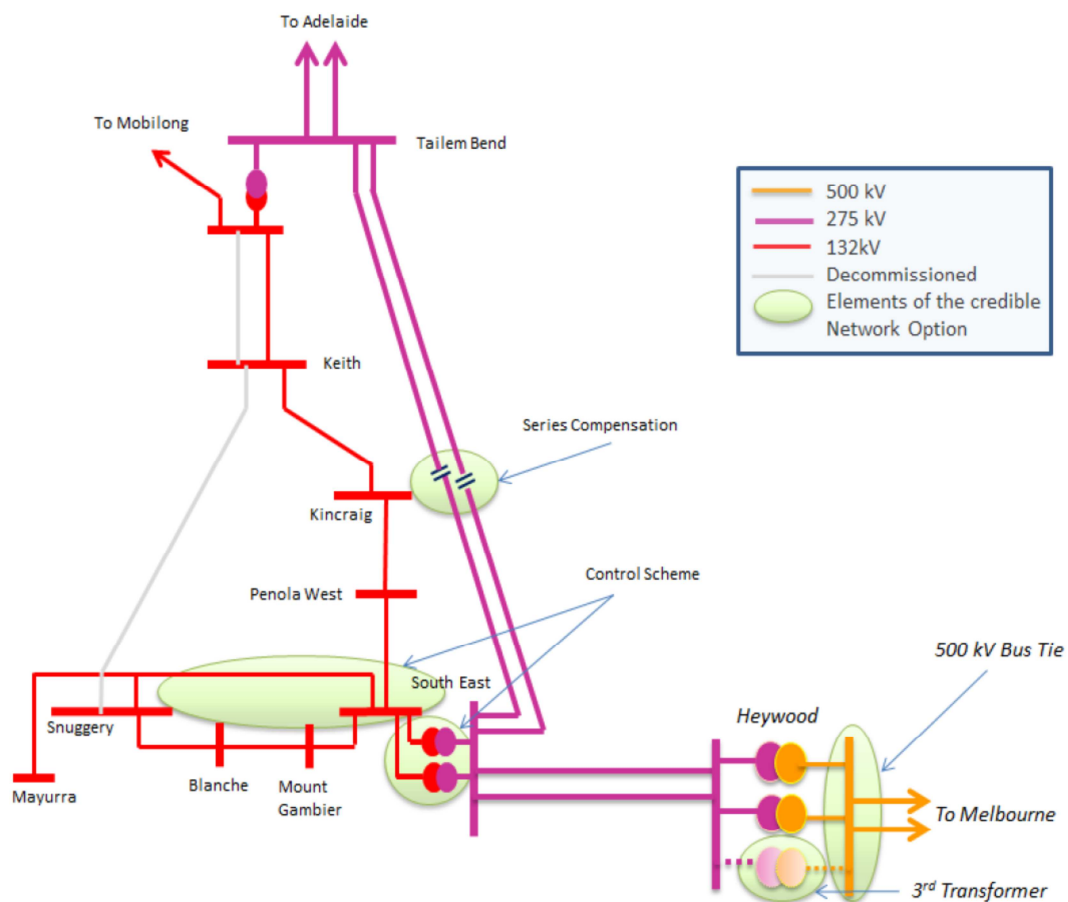 To Adelaide
To Mobilong
Tailem Bend
500 kV
275 kV
132kV
Decommissioned
Elements of the credible
Network Option
Keith
Series Compensation
Kincraig
Control Scheme
Penola West
500 kV Bus Tie
South East
Heywood
Snuggery
Mayurra
Blanche
Mount
Gambier
To Melbourne
3rd Transformer